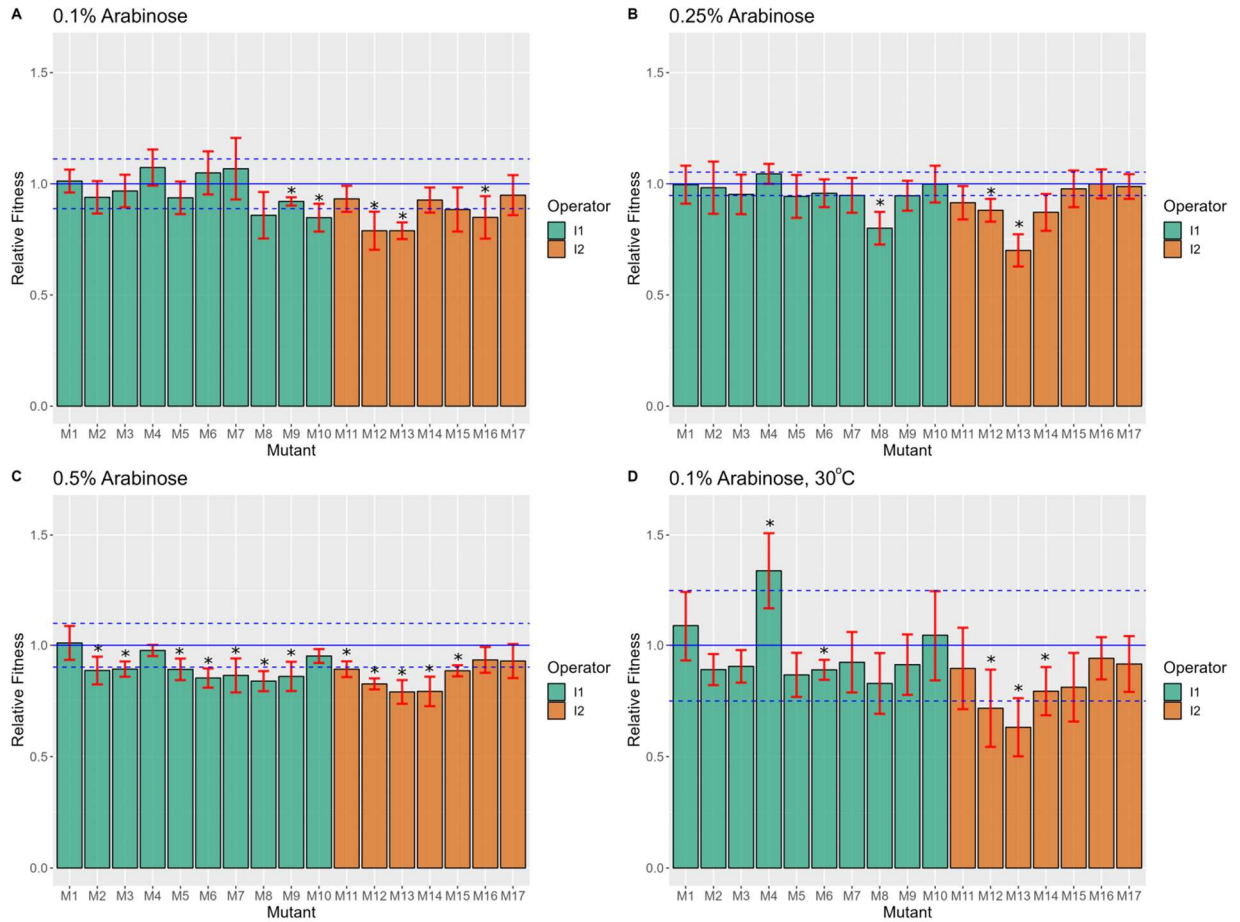 A 0.1% Arabinose
1.5
1.0
0.5
0.0
Relative Fitness
* * * * *
*
M1 M2 M3 M4 M5 M6 M7 M8 M9 M10 M11 M12 M13 M14 M15 M16 M17
Mutant
Operator
I1
I2
B 0.25% Arabinose
1.5
1.0
0.5
0.0
Relative Fitness
* * *
M1 M2 M3 M4 M5 M6 M7 M8 M9 M10 M11 M12 M13 M14 M15 M16 M17
Mutant
Operator
I1
I2
C 0.5% Arabinose
1.5
1.0
0.5
0.0
Relative Fitness
* * * * * * * * * * * *
M1 M2 M3 M4 M5 M6 M7 M8 M9 M10 M11 M12 M13 M14 M15 M16 M17
Mutant
Operator
I1
I2
D 0.1% Arabinose, 30°C
1.5
1.0
0.5
0.0
Relative Fitness
* * * * *
M1 M2 M3 M4 M5 M6 M7 M8 M9 M10 M11 M12 M13 M14 M15 M16 M17
Mutant
Operator
I1
I2